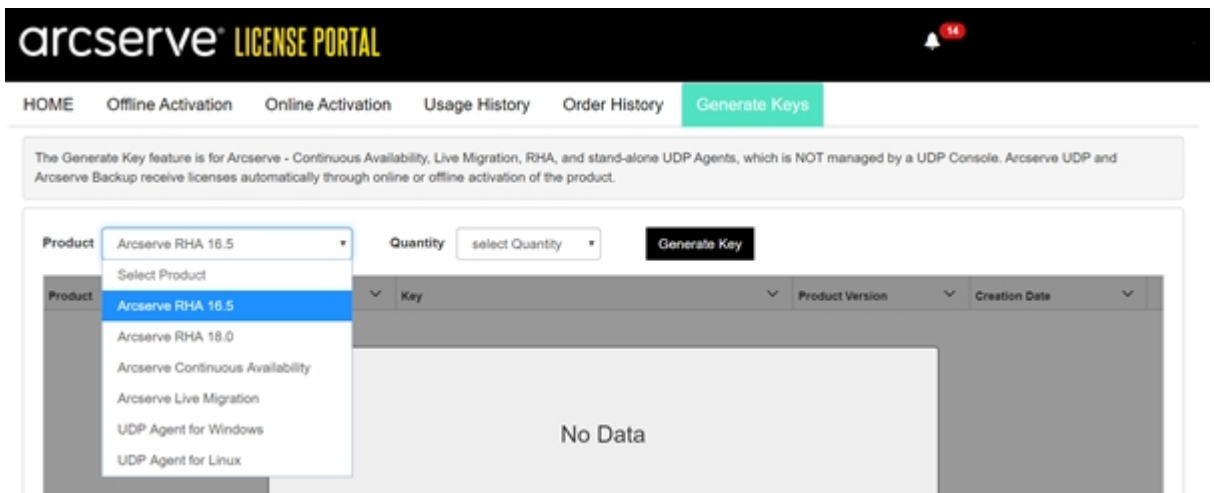 arcserve® LICENSE PORTAL
14
HOME Offline Activation Online Activation Usage History Order History Generate Keys
The Generate Key feature is for Arcserve - Continuous Availability, Live Migration, RHA, and stand-alone UDP Agents, which is NOT managed by a UDP Console. Arcserve UDP and
Arcserve Backup receive licenses automatically through online or offline activation of the product.
Product Arcserve RHA 16.5 Quantity select Quantity Generate Key
Select Product
Product Key Product Version Creation Date
Arcserve RHA 16.5
Arcserve RHA 18.0
Arcserve Continuous Availability
Arcserve Live Migration
UDP Agent for Windows
No Data
UDP Agent for Linux